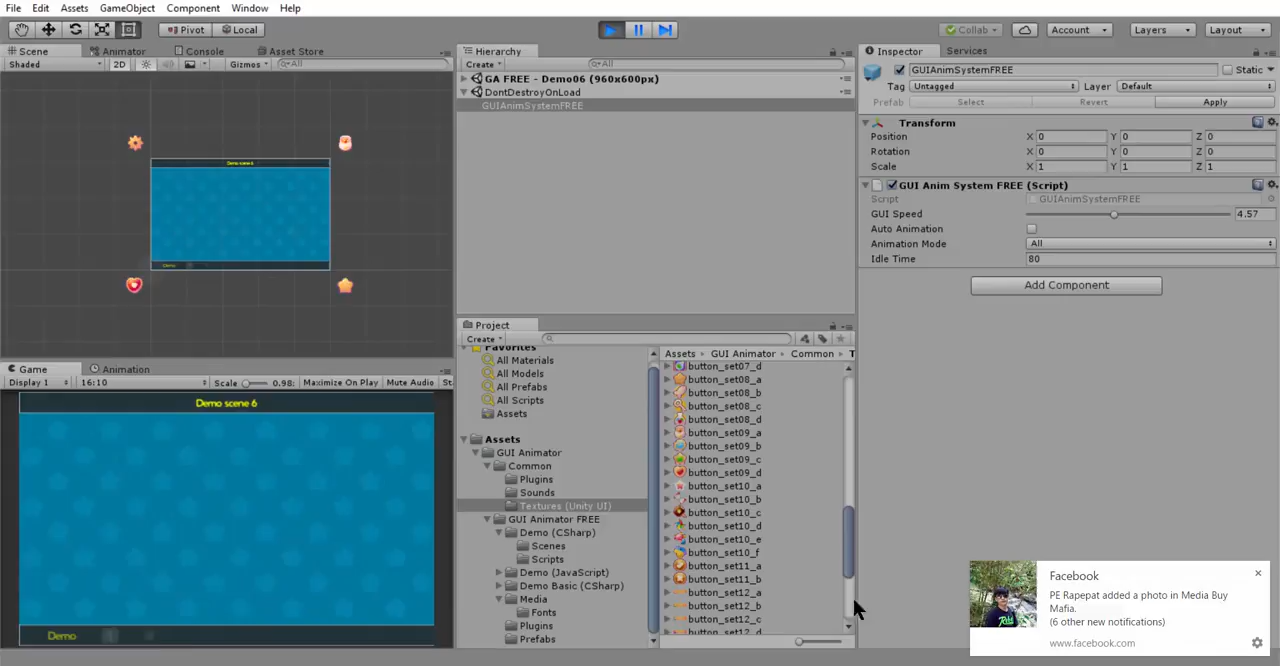 File Edit Assets GameObject Component Window Help
Pivot Local Collab Account Layers Layout
Scene Animator Console Asset Store
Shaded 2D Gizmos All
Demo scene 6
Demo
Hierarchy
Create All
GA FREE - Demo06 (960x600px)
DontDestroyOnLoad
GUIAnimSystemFREE
Inspector Services
GUIAnimSystemFREE Static
Tag Untagged Layer Default
Prefab Select Revert Apply
Transform
Position X 0 Y 0 Z 0
Rotation X 0 Y 0 Z 0
Scale X 1 Y 1 Z 1
GUI Anim System FREE (Script)
Script GUIAnimSystemFREE
GUI Speed 4.57
Auto Animation
Animation Mode All
Idle Time 80
Add Component
Game Animation
Display 1 16:10 Scale 0.98: Maximize On Play Mute Audio St
Demo scene 6
Demo
Project
Create
Favorites
All Materials
All Models
All Prefabs
All Scripts
Assets
Assets
GUI Animator
Common
Plugins
Sounds
Textures (Unity UI)
GUI Animator FREE
Demo (CSharp)
Scenes
Scripts
Demo (JavaScript)
Demo Basic (CSharp)
Media
Fonts
Plugins
Prefabs
Assets GUI Animator Common T
button_set07_d
button_set08_a
button_set08_b
button_set08_c
button_set08_d
button_set09_a
button_set09_b
button_set09_c
button_set09_d
button_set10_a
button_set10_b
button_set10_c
button_set10_d
button_set10_e
button_set10_f
button_set11_a
button_set11_b
button_set12_a
button_set12_b
button_set12_c
button_set12_d
Facebook
PE Rapepat added a photo in Media Buy
Mafia.
(6 other new notifications)
www.facebook.com